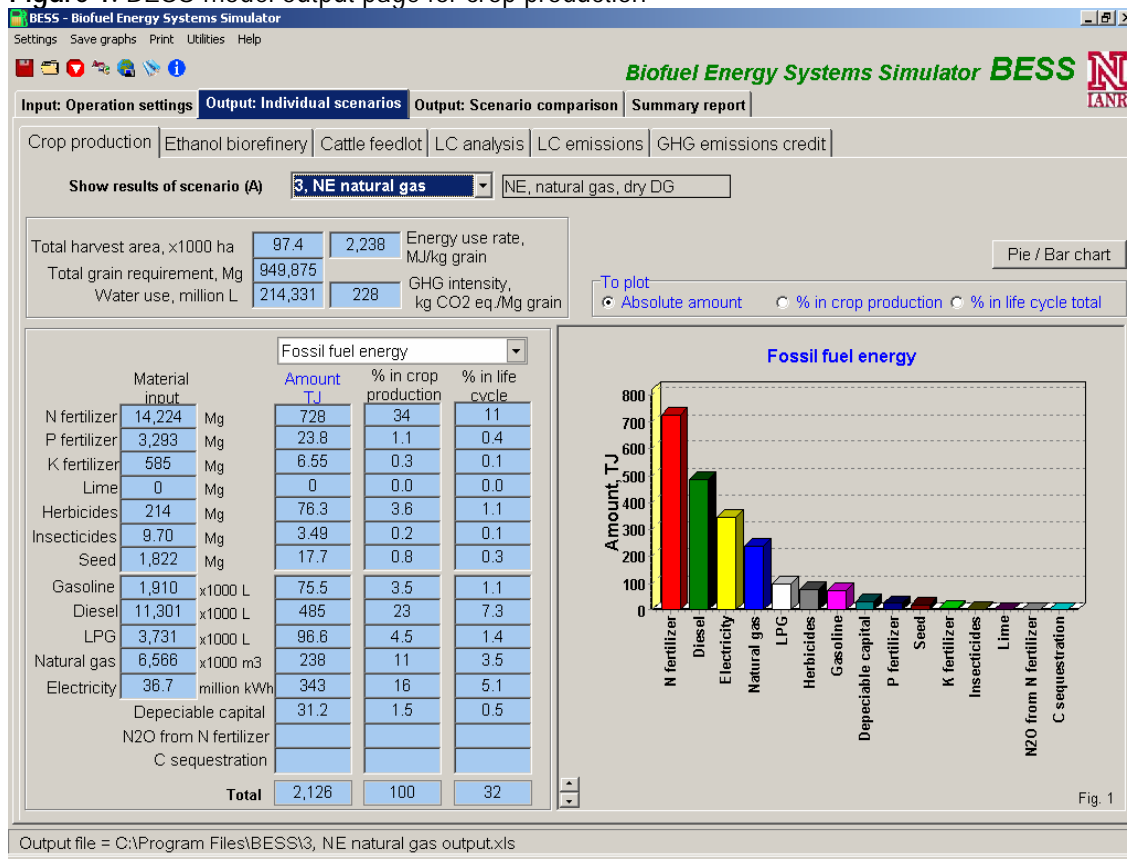 Figure 1. BESS model output page for crop production
BESS - Biofuel Energy Systems Simulator
Settings Save graphs Print Utilities Help
Biofuel Energy Systems Simulator BESS
N
IANR
Input: Operation settings Output: Individual scenarios Output: Scenario comparison Summary report
Crop production Ethanol biorefinery Cattle feedlot LC analysis LC emissions GHG emissions credit
Show results of scenario (A) 3, NE natural gas NE, natural gas, dry DG
Total harvest area, x1000 ha 97.4 2,238 Energy use rate, MJ/kg grain
Total grain requirement, Mg 949,875
Water use, million L 214,331 228 GHG intensity, kg CO2 eq./Mg grain
Pie / Bar chart
To plot
Absolute amount % in crop production % in life cycle total
Fossil fuel energy
Material input Amount TJ % in crop production % in life cycle
N fertilizer 14,224 Mg 728 34 11
P fertilizer 3,293 Mg 23.8 1.1 0.4
K fertilizer 585 Mg 6.55 0.3 0.1
Lime 0 Mg 0 0.0 0.0
Herbicides 214 Mg 76.3 3.6 1.1
Insecticides 9.70 Mg 3.49 0.2 0.1
Seed 1,822 Mg 17.7 0.8 0.3
Gasoline 1,910 x1000 L 75.5 3.5 1.1
Diesel 11,301 x1000 L 485 23 7.3
LPG 3,731 x1000 L 96.6 4.5 1.4
Natural gas 6,566 x1000 m3 238 11 3.5
Electricity 36.7 million kWh 343 16 5.1
Depeciable capital 31.2 1.5 0.5
N2O from N fertilizer
C sequestration
Total 2,126 100 32
Fossil fuel energy
Amount, TJ
800
700
600
500
400
300
200
100
0
N fertilizer
Diesel
Electricity
Natural gas
LPG
Herbicides
Gasoline
Depeciable capital
P fertilizer
Seed
K fertilizer
Insecticides
Lime
N2O from N fertilizer
C sequestration
Fig. 1
Output file = C:\Program Files\BESS\3, NE natural gas output.xls